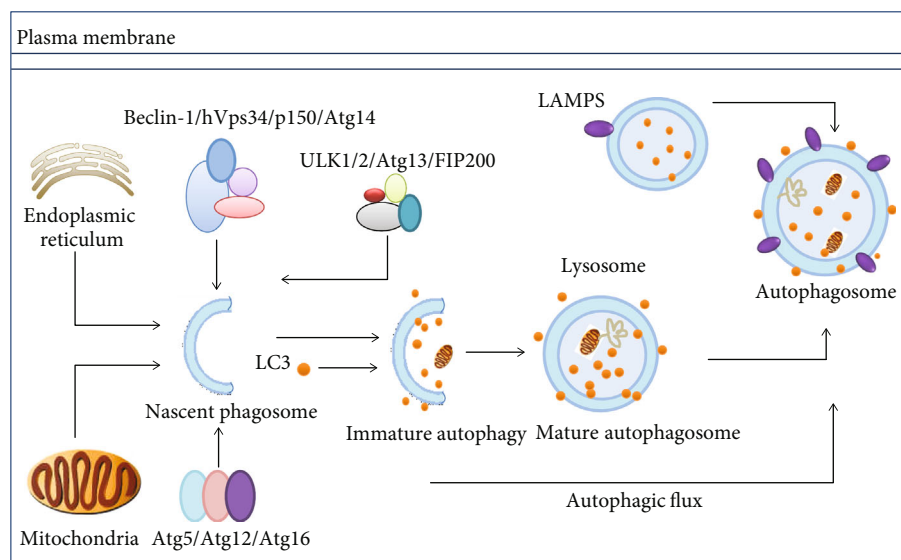 Plasma membrane
LAMPS
Beclin-1/hVps34/p150/Atg14
ULK1/2/Atg13/FIP200
Endoplasmic
reticulum
Lysosome
Autophagosome
LC3
Nascent phagosome
Immature autophagy
Mature autophagosome
Autophagic flux
Mitochondria
Atg5/Atg12/Atg16